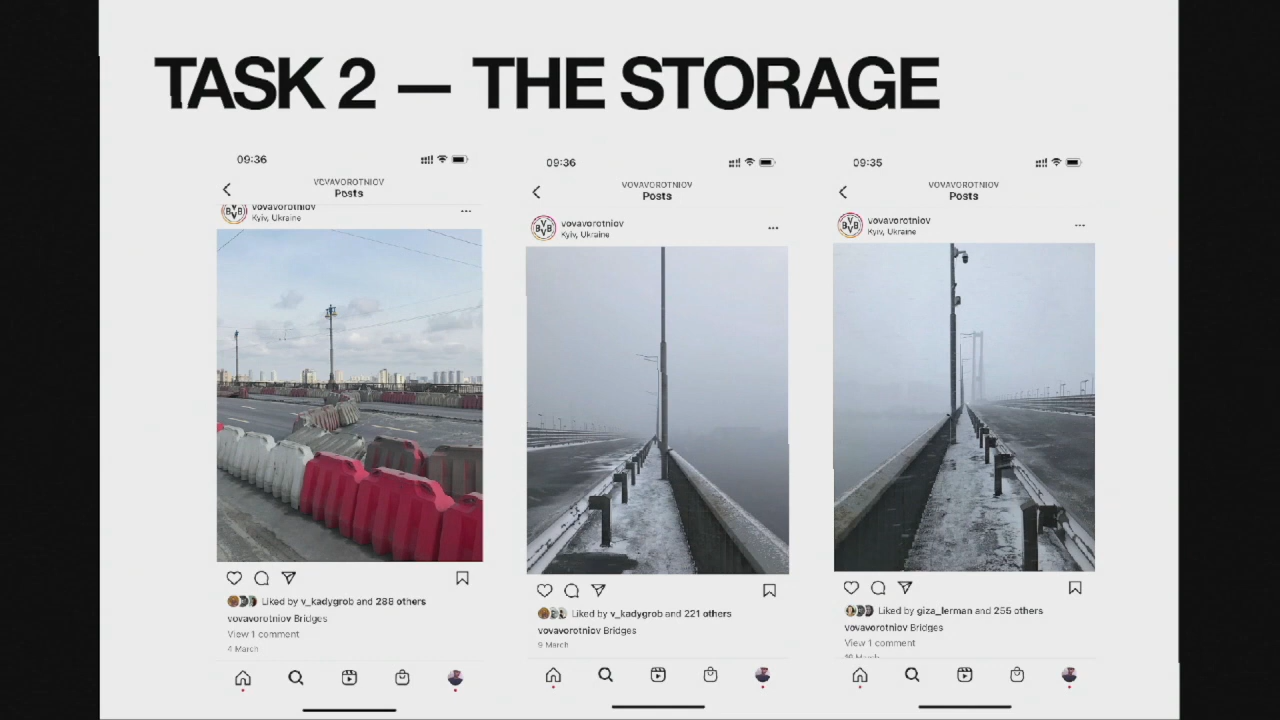 TASK 2 — THE STORAGE
09:36
VOVAVOROTNIOV
Posts
vovavorotniov
Kyiv, Ukraine
Liked by v_kadygrob and 288 others
vovavorotniov Bridges
View 1 comment
4 March
09:36
VOVAVOROTNIOV
Posts
vovavorotniov
Kyiv, Ukraine
Liked by v_kadygrob and 221 others
vovavorotniov Bridges
9 March
09:35
VOVAVOROTNIOV
Posts
vovavorotniov
Kyiv, Ukraine
Liked by giza_lerman and 255 others
vovavorotniov Bridges
View 1 comment